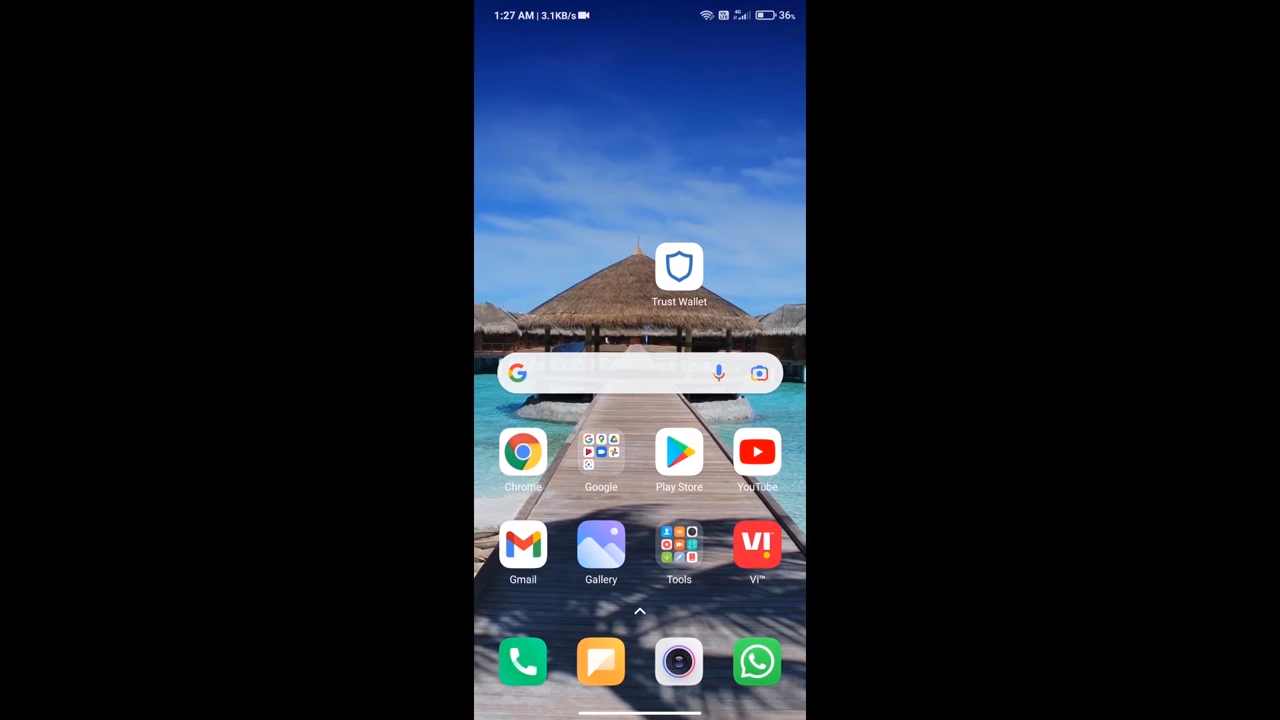 1:27 AM | 3.1KB/s 36%
Trust Wallet
Chrome Google Play Store YouTube
Gmail Gallery Tools Vi™